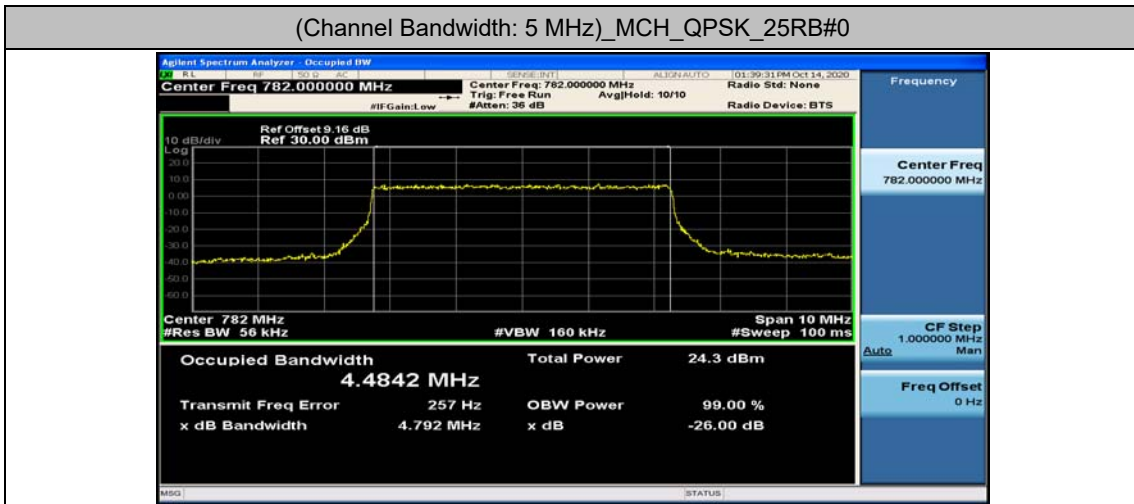 (Channel Bandwidth: 5 MHz)_MCH_QPSK_25RB#0
Agilent Spectrum Analyzer - Occupied BW
RL RF 50 Ω AC SENSE:INT ALIGN AUTO 01:39:31 PM Oct 14, 2020
Center Freq 782.000000 MHz
Center Freq: 782.000000 MHz
Radio Std: None
Trig: Free Run Avg|Hold: 10/10
#IFGain:Low #Atten: 36 dB Radio Device: BTS
Ref Offset 9.16 dB
10 dB/div Ref 30.00 dBm
Log
20.0
10.0
0.00
-10.0
-20.0
-30.0
-40.0
-50.0
-60.0
Center 782 MHz Span 10 MHz
#Res BW 56 kHz #VBW 160 kHz #Sweep 100 ms
Occupied Bandwidth Total Power 24.3 dBm
4.4842 MHz
Transmit Freq Error 257 Hz OBW Power 99.00 %
x dB Bandwidth 4.792 MHz x dB -26.00 dB
MSG STATUS
Frequency
Center Freq
782.000000 MHz
CF Step
1.000000 MHz
Auto Man
Freq Offset
0 Hz